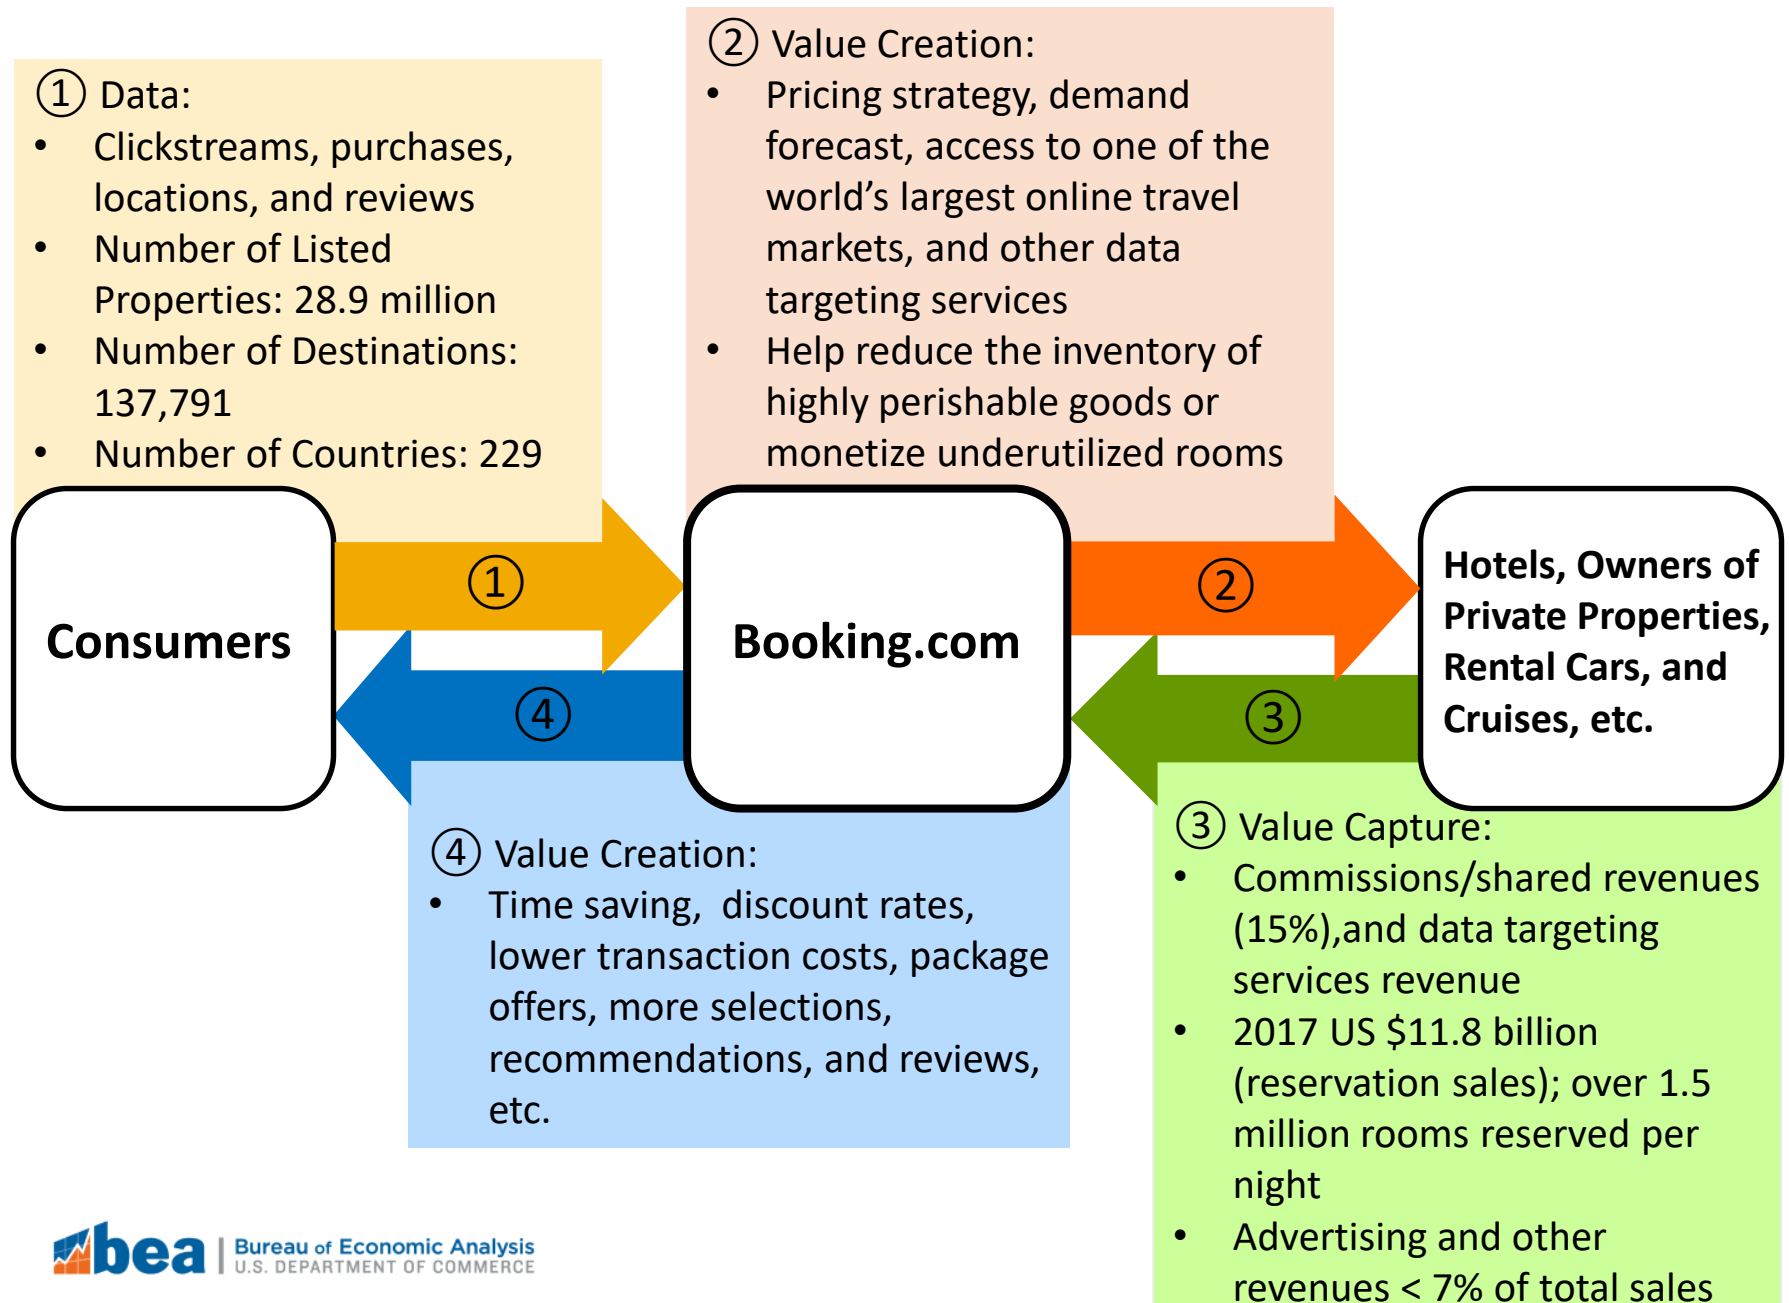 ① Data:
• Clickstreams, purchases,
locations, and reviews
• Number of Listed
Properties: 28.9 million
• Number of Destinations:
137,791
• Number of Countries: 229
② Value Creation:
• Pricing strategy, demand
forecast, access to one of the
world’s largest online travel
markets, and other data
targeting services
• Help reduce the inventory of
highly perishable goods or
monetize underutilized rooms
Consumers
①
④
Booking.com
②
③
Hotels, Owners of
Private Properties,
Rental Cars, and
Cruises, etc.
④ Value Creation:
• Time saving, discount rates,
lower transaction costs, package
offers, more selections,
recommendations, and reviews,
etc.
③ Value Capture:
• Commissions/shared revenues
(15%),and data targeting
services revenue
• 2017 US $11.8 billion
(reservation sales); over 1.5
million rooms reserved per
night
• Advertising and other
revenues < 7% of total sales
bea
Bureau of Economic Analysis
U.S. DEPARTMENT OF COMMERCE